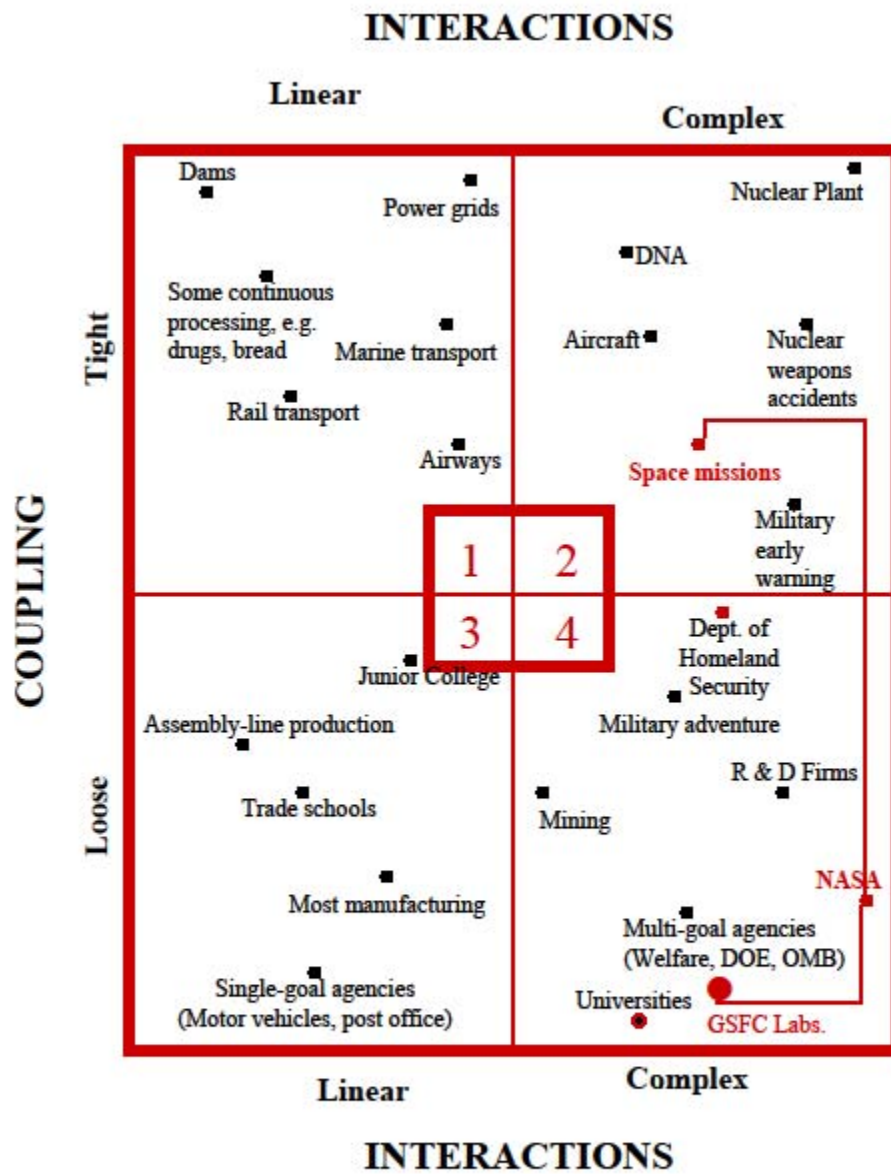 INTERACTIONS
Linear
Complex
Dams
Power grids
Nuclear Plant
DNA
Some continuous
processing, e.g.
drugs, bread
Marine transport
Aircraft
Nuclear
weapons
accidents
Rail transport
Airways
Space missions
Military
early
warning
Tight
COUPLING
Loose
1
2
3
4
Junior College
Dept. of
Homeland
Security
Assembly-line production
Military adventure
Trade schools
Mining
R & D Firms
Most manufacturing
NASA
Multi-goal agencies
(Welfare, DOE, OMB)
Single-goal agencies
(Motor vehicles, post office)
Universities
GSFC Labs.
Linear
Complex
INTERACTIONS